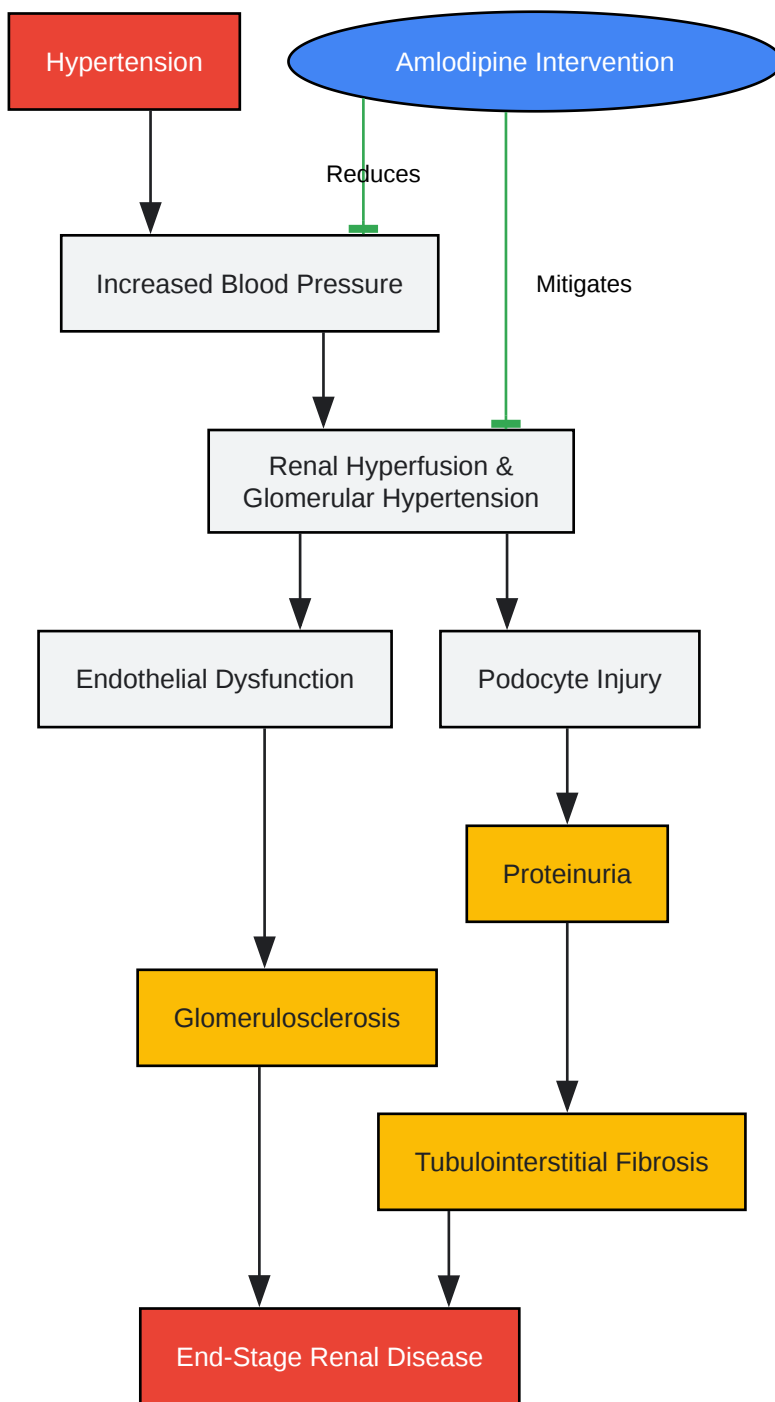 Hypertension
Amlodipine Intervention
Reduces
Increased Blood Pressure
Mitigates
Renal Hyperfusion &
Glomerular Hypertension
Endothelial Dysfunction
Podocyte Injury
Proteinuria
Glomerulosclerosis
Tubulointerstitial Fibrosis
End-Stage Renal Disease